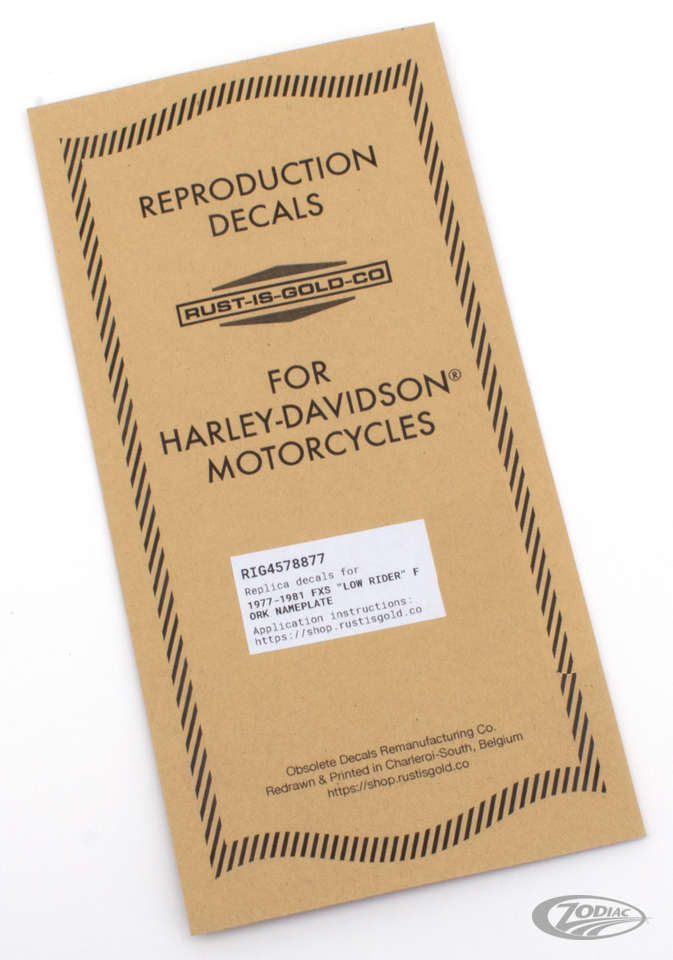 REPRODUCTION
DECALS
RUST-IS-GOLD-CO
FOR
HARLEY-DAVIDSON®
MOTORCYCLES
RIG4578877
Replica decals for
1977-1981 FXS "LOW RIDER" F
ORK NAMEPLATE
Application instructions:
https://shop.rustisgold.co
Obsolete Decals Remanufacturing Co.
Redrawn & Printed in Charleroi-South, Belgium
https://shop.rustisgold.co
ZODIAC